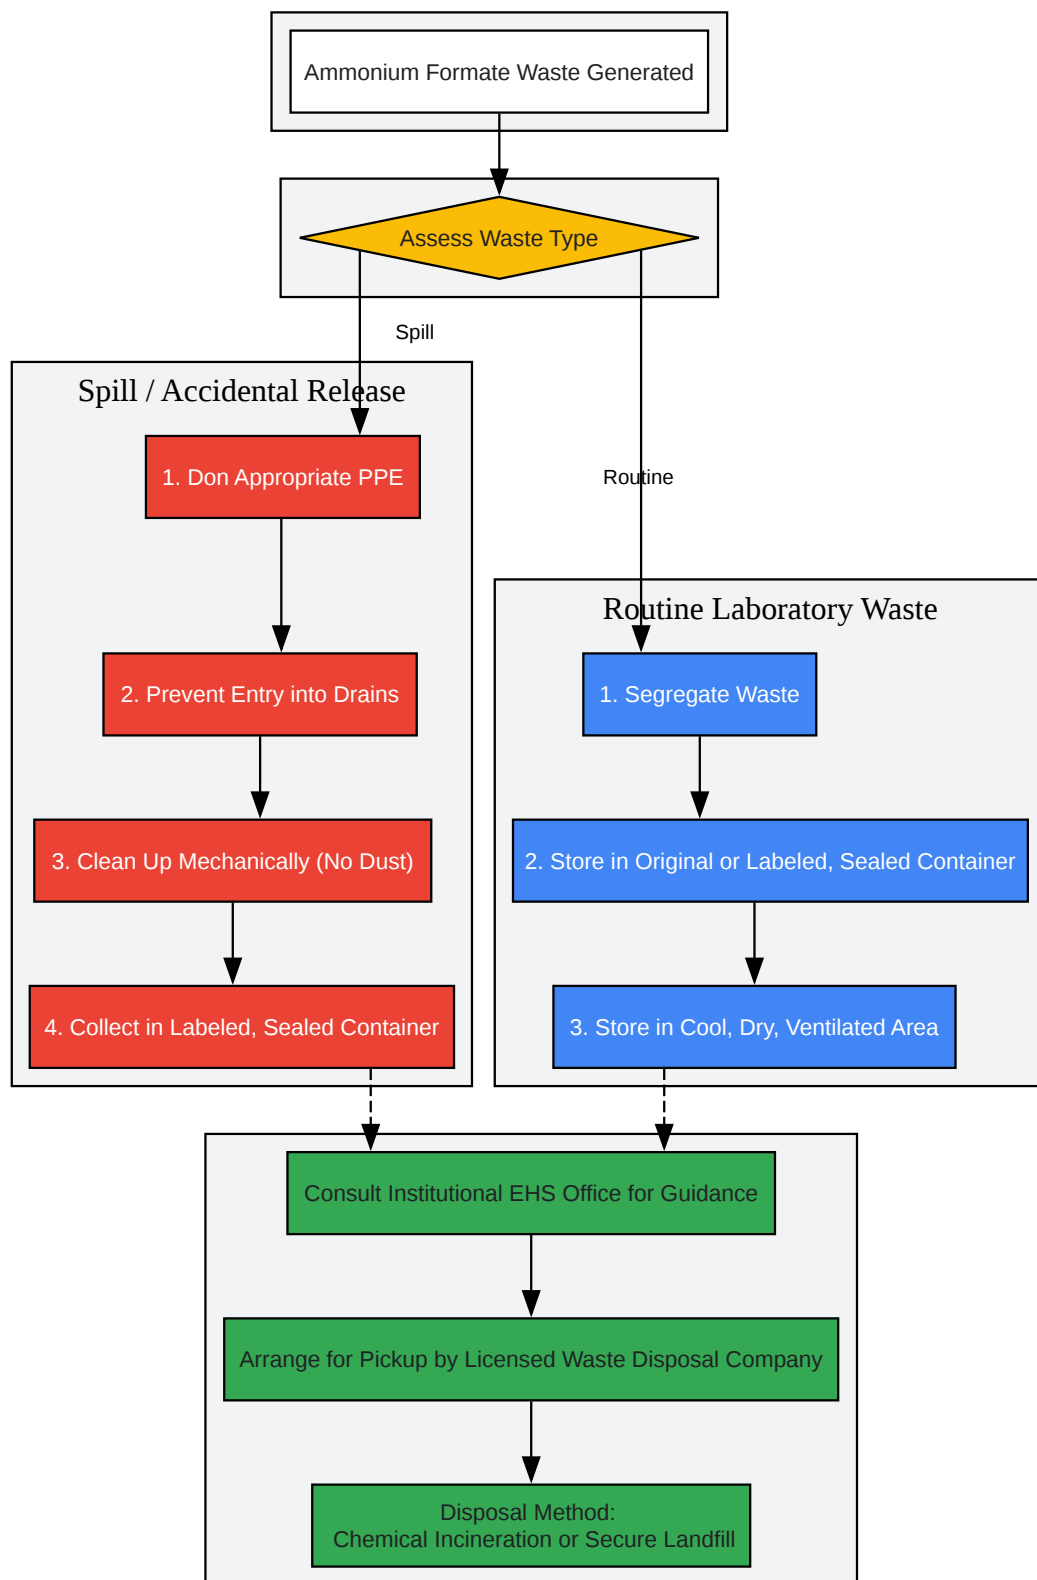 Ammonium Formate Waste Generated
Assess Waste Type
Spill
Spill / Accidental Release
1. Don Appropriate PPE
2. Prevent Entry into Drains
3. Clean Up Mechanically (No Dust)
4. Collect in Labeled, Sealed Container
Routine
Routine Laboratory Waste
1. Segregate Waste
2. Store in Original or Labeled, Sealed Container
3. Store in Cool, Dry, Ventilated Area
Consult Institutional EHS Office for Guidance
Arrange for Pickup by Licensed Waste Disposal Company
Disposal Method:
Chemical Incineration or Secure Landfill